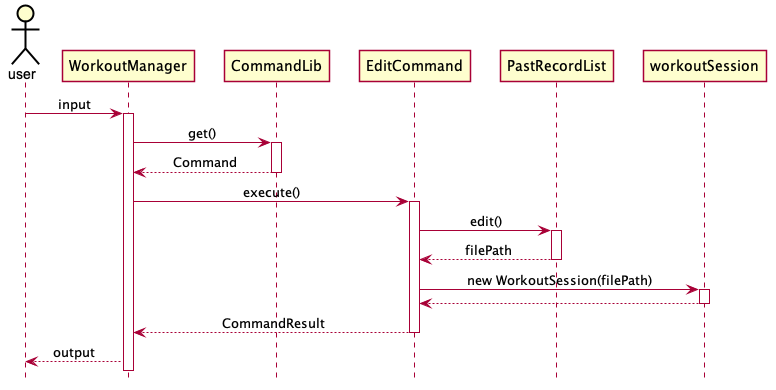 user
WorkoutManager
CommandLib
EditCommand
PastRecordList
workoutSession
input
get()
Command
execute()
edit()
filePath
new WorkoutSession(filePath)
CommandResult
output